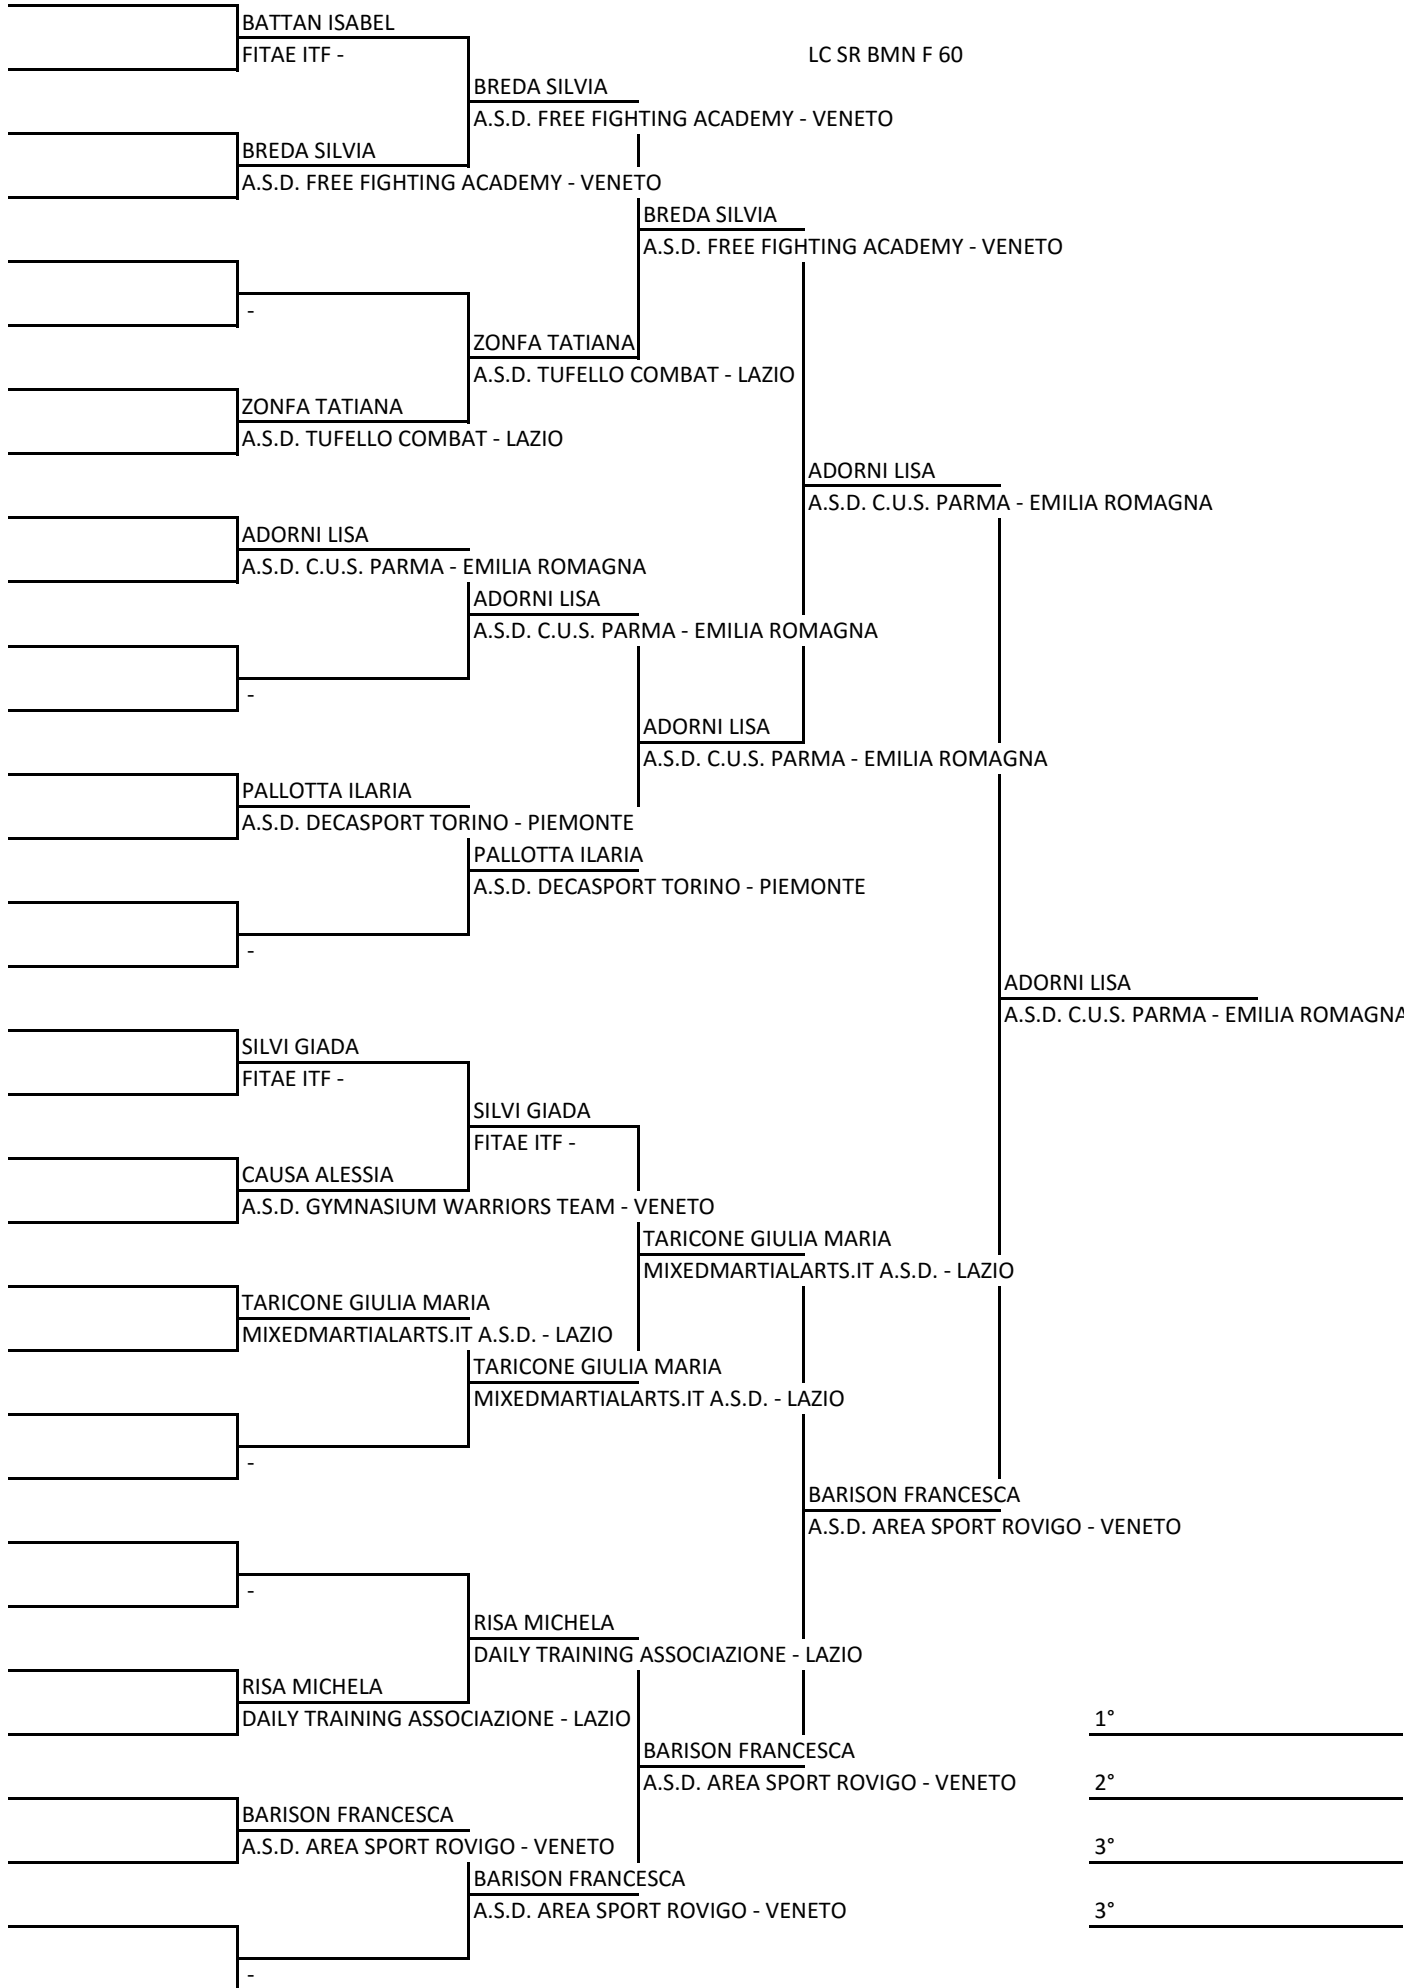 BATTAN ISABEL
FITAE ITF -
LC SR BMN F 60
BREDA SILVIA
A.S.D. FREE FIGHTING ACADEMY - VENETO
BREDA SILVIA
A.S.D. FREE FIGHTING ACADEMY - VENETO
BREDA SILVIA
A.S.D. FREE FIGHTING ACADEMY - VENETO
-
ZONFA TATIANA
A.S.D. TUFELLO COMBAT - LAZIO
ZONFA TATIANA
A.S.D. TUFELLO COMBAT - LAZIO
ADORNI LISA
A.S.D. C.U.S. PARMA - EMILIA ROMAGNA
ADORNI LISA
A.S.D. C.U.S. PARMA - EMILIA ROMAGNA
ADORNI LISA
A.S.D. C.U.S. PARMA - EMILIA ROMAGNA
-
ADORNI LISA
A.S.D. C.U.S. PARMA - EMILIA ROMAGNA
PALLOTTA ILARIA
A.S.D. DECASPORT TORINO - PIEMONTE
PALLOTTA ILARIA
A.S.D. DECASPORT TORINO - PIEMONTE
-
ADORNI LISA
A.S.D. C.U.S. PARMA - EMILIA ROMAGNA
SILVI GIADA
FITAE ITF -
SILVI GIADA
FITAE ITF -
CAUSA ALESSIA
A.S.D. GYMNASIUM WARRIORS TEAM - VENETO
TARICONE GIULIA MARIA
MIXEDMARTIALARTS.IT A.S.D. - LAZIO
TARICONE GIULIA MARIA
MIXEDMARTIALARTS.IT A.S.D. - LAZIO
TARICONE GIULIA MARIA
MIXEDMARTIALARTS.IT A.S.D. - LAZIO
-
BARISON FRANCESCA
A.S.D. AREA SPORT ROVIGO - VENETO
-
RISA MICHELA
DAILY TRAINING ASSOCIAZIONE - LAZIO
RISA MICHELA
DAILY TRAINING ASSOCIAZIONE - LAZIO
1°
BARISON FRANCESCA
A.S.D. AREA SPORT ROVIGO - VENETO
2°
BARISON FRANCESCA
A.S.D. AREA SPORT ROVIGO - VENETO
3°
BARISON FRANCESCA
A.S.D. AREA SPORT ROVIGO - VENETO
3°
-